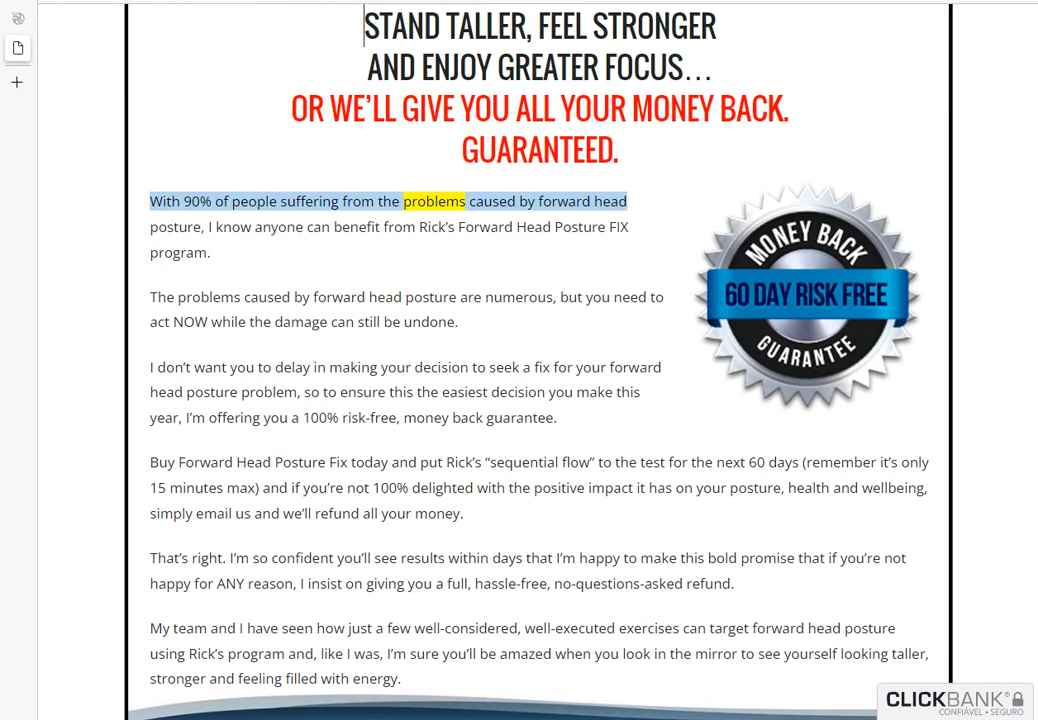 STAND TALLER, FEEL STRONGER
AND ENJOY GREATER FOCUS…
OR WE’LL GIVE YOU ALL YOUR MONEY BACK.
GUARANTEED.
With 90% of people suffering from the problems caused by forward head
posture, I know anyone can benefit from Rick’s Forward Head Posture FIX
program.
MONEY BACK
60 DAY RISK FREE
GUARANTEE
The problems caused by forward head posture are numerous, but you need to
act NOW while the damage can still be undone.
I don’t want you to delay in making your decision to seek a fix for your forward
head posture problem, so to ensure this the easiest decision you make this
year, I’m offering you a 100% risk-free, money back guarantee.
Buy Forward Head Posture Fix today and put Rick’s “sequential flow” to the test for the next 60 days (remember it’s only
15 minutes max) and if you’re not 100% delighted with the positive impact it has on your posture, health and wellbeing,
simply email us and we’ll refund all your money.
That’s right. I’m so confident you’ll see results within days that I’m happy to make this bold promise that if you’re not
happy for ANY reason, I insist on giving you a full, hassle-free, no-questions-asked refund.
My team and I have seen how just a few well-considered, well-executed exercises can target forward head posture
using Rick’s program and, like I was, I’m sure you’ll be amazed when you look in the mirror to see yourself looking taller,
stronger and feeling filled with energy.
CLICKBANK®
CONFIÁVEL • SEGURO